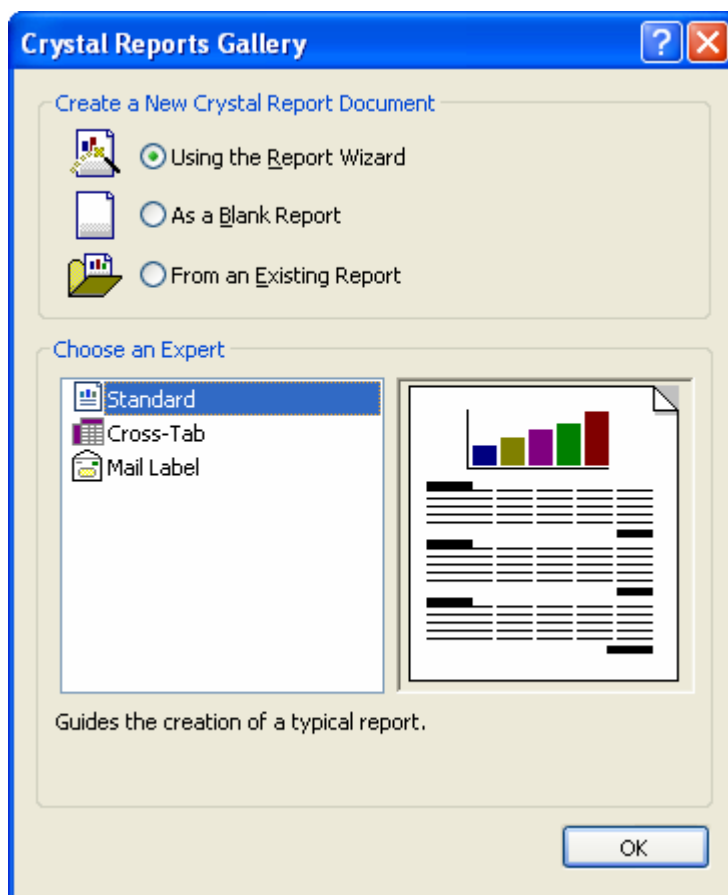 Crystal Reports Gallery
Create a New Crystal Report Document
Using the Report Wizard
As a Blank Report
From an Existing Report
Choose an Expert
Standard
Cross-Tab
Mail Label
Guides the creation of a typical report.
OK